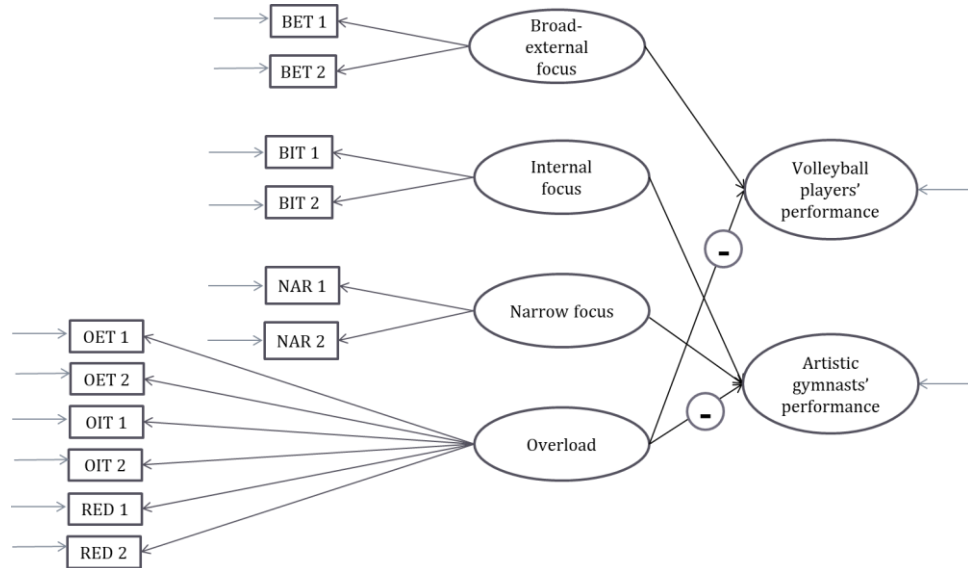 BET 1
BET 2
Broad-
external
focus
BIT 1
BIT 2
Internal
focus
Volleyball
players’
performance
-
NAR 1
NAR 2
Narrow focus
OET 1
OET 2
OIT 1
OIT 2
RED 1
RED 2
Overload
-
Artistic
gymnasts’
performance